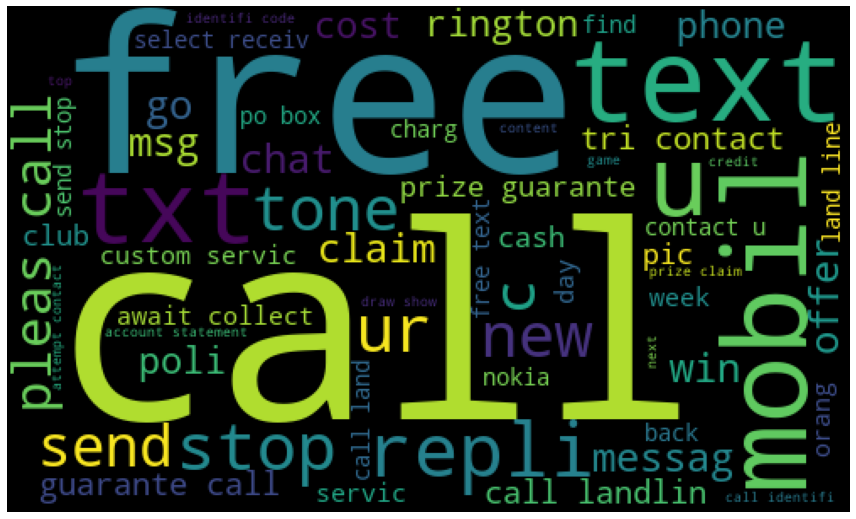 identifi code
select receiv
cost
rington
find
phone
free
text
top
go
po box
msg
charg
content
tri
contact
chat
game
credit
send stop
pleas call
txt
tone
prize guarante
u
mobil
land line
club
custom servic
claim
free text
cash
contact u
pic
prize claim
day
c
week
offer
call
await collect
draw show
account statement
attempt contact
ur
new
poli
nokia
next
win
call land
orang
send
stop
repli
back
messag
guarante call
servic
call landlin
call identifi